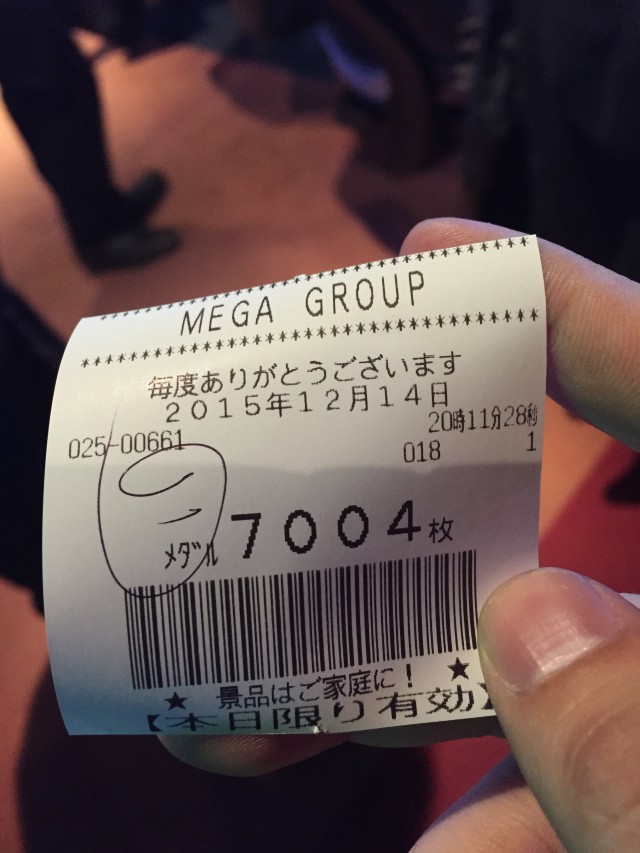 MEGA GROUP
毎度ありがとうございます
2015年12月14日
20時11分28秒
025-00661
018 1
メダル 7004枚
★ 景品はご家庭に! ★
【本日限り有効】